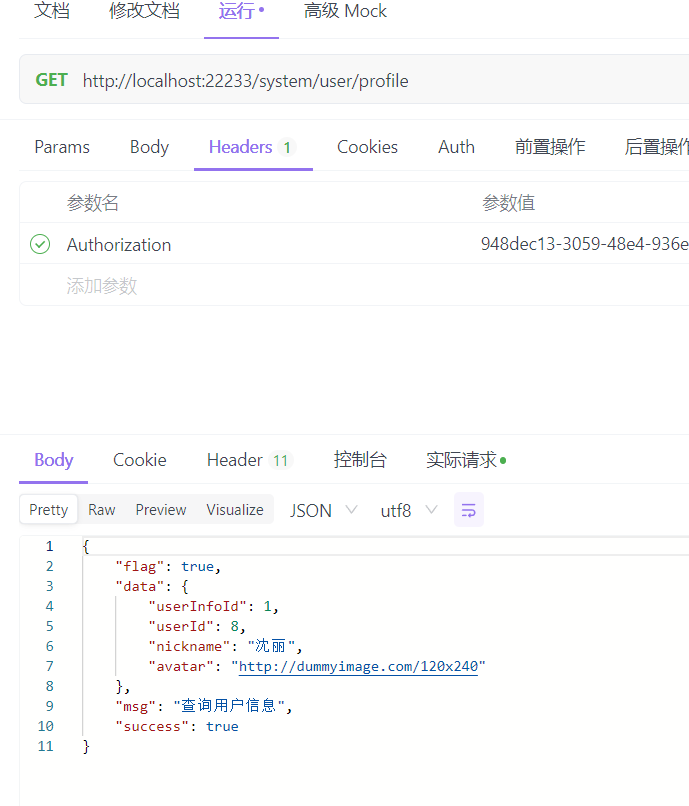 文档 修改文档 运行 高级 Mock
GET http://localhost:22233/system/user/profile
Params Body Headers 1 Cookies Auth 前置操作 后置操作
参数名 参数值
Authorization 948dec13-3059-48e4-936e
添加参数
Body Cookie Header 11 控制台 实际请求
Pretty Raw Preview Visualize JSON utf8
1 {
2 "flag": true,
3 "data": {
4 "userInfoId": 1,
5 "userId": 8,
6 "nickname": "沈丽",
7 "avatar": "http://dummyimage.com/120x240"
8 },
9 "msg": "查询用户信息",
10 "success": true
11 }